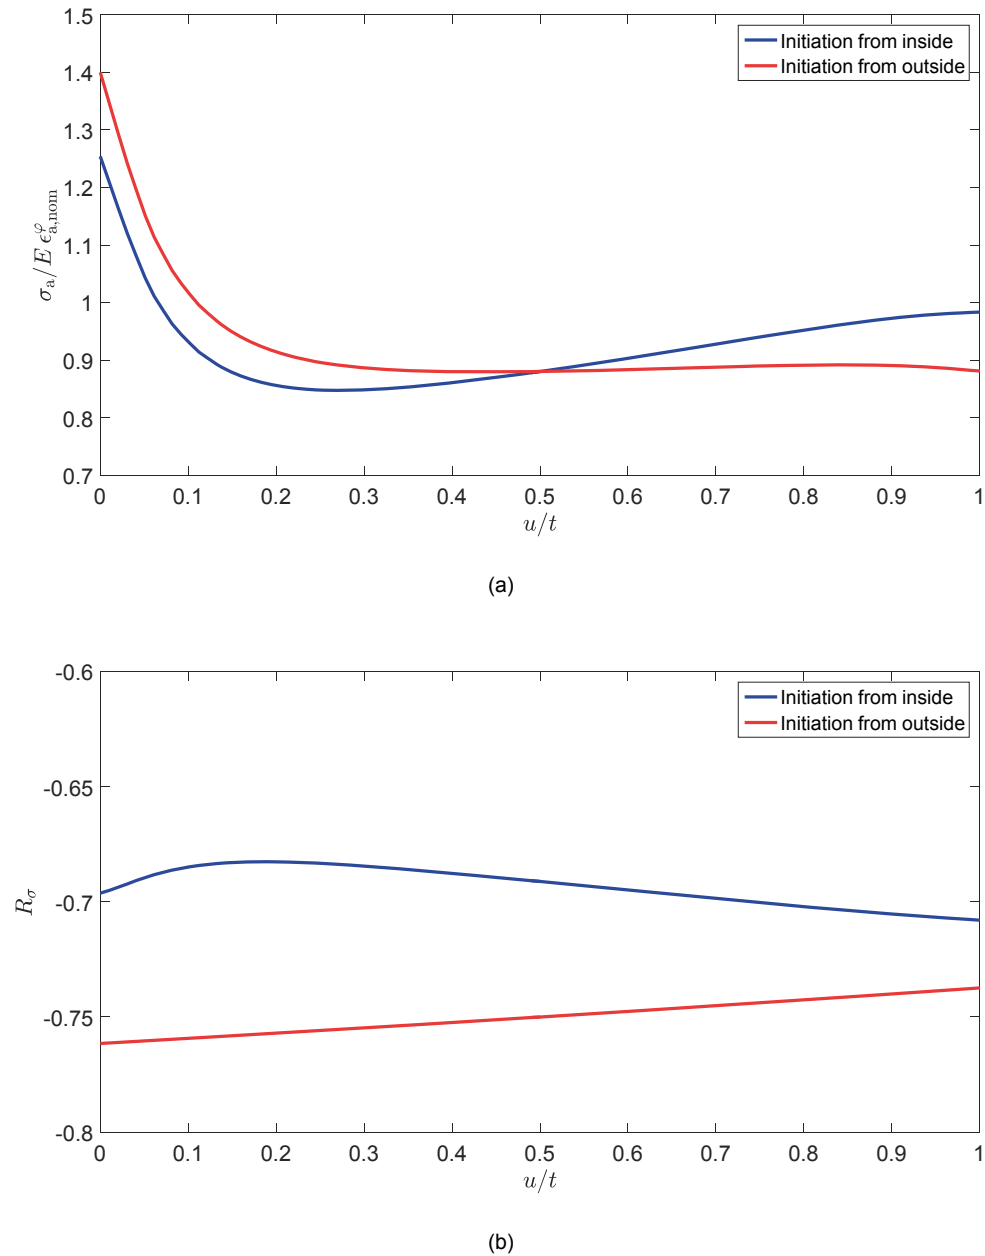 1.5
1.4
1.3
1.2
1.1
1
0.9
0.8
0.7
σa/E ϵφa,nom
Initiation from inside
Initiation from outside
0 0.1 0.2 0.3 0.4 0.5 0.6 0.7 0.8 0.9 1
u/t
(a)
-0.6
-0.65
-0.7
-0.75
-0.8
Rσ
Initiation from inside
Initiation from outside
0 0.1 0.2 0.3 0.4 0.5 0.6 0.7 0.8 0.9 1
u/t
(b)